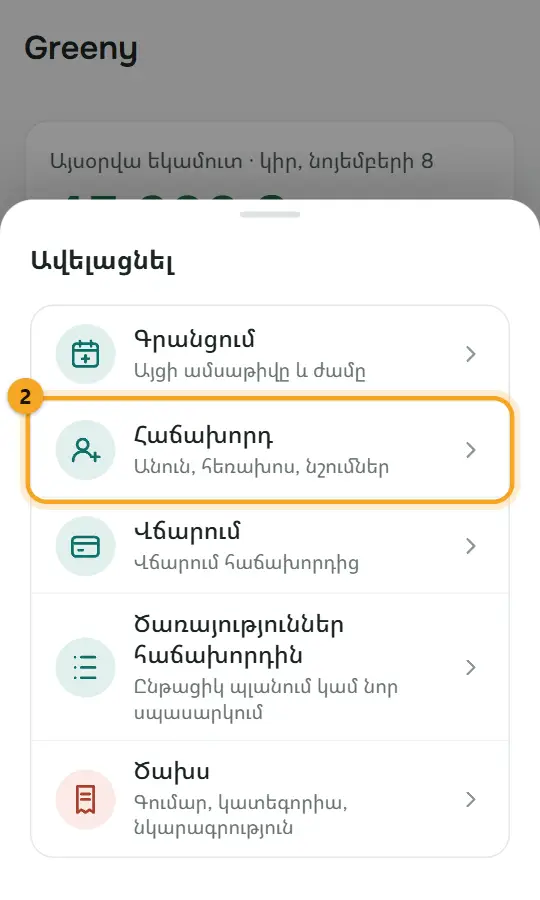 Greeny
Այսօրվա եկամուտ · կիր, նոյեմբերի 8
Ավելացնել
Գրանցում
Այցի ամսաթիվը և ժամը
2
Հաճախորդ
Անուն, հեռախոս, նշումներ
Վճարում
Վճարում հաճախորդից
Ծառայություններ
հաճախորդին
Ընթացիկ պլանում կամ նոր
սպասարկում
Ծախս
Գումար, կատեգորիա,
նկարագրություն